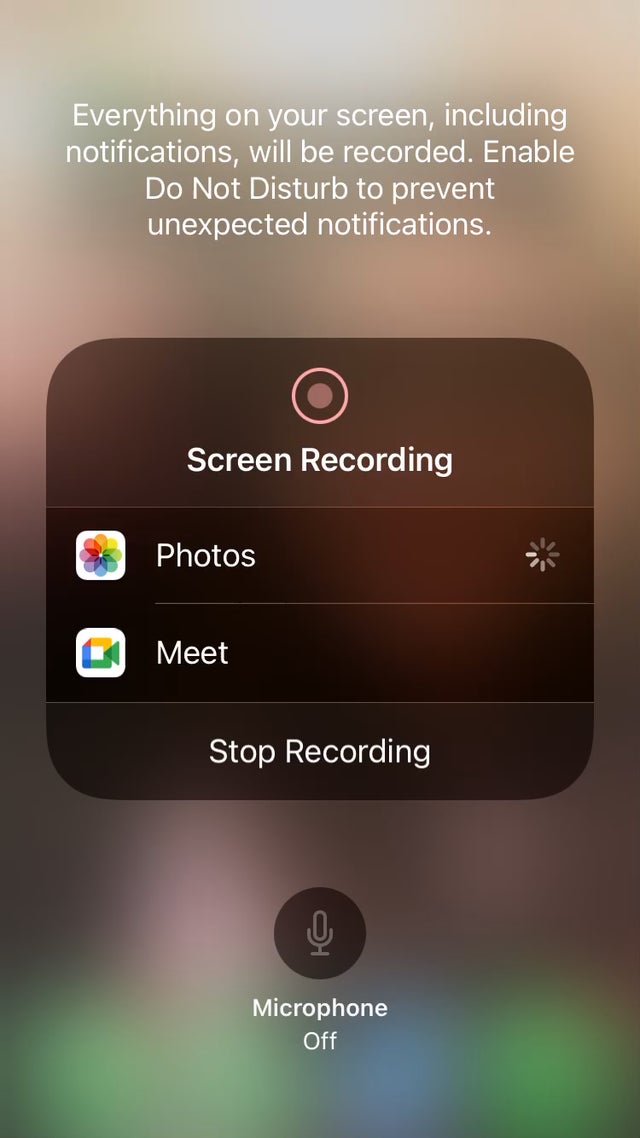 Everything on your screen, including
notifications, will be recorded. Enable
Do Not Disturb to prevent
unexpected notifications.
Screen Recording
Photos
Meet
Stop Recording
Microphone
Off